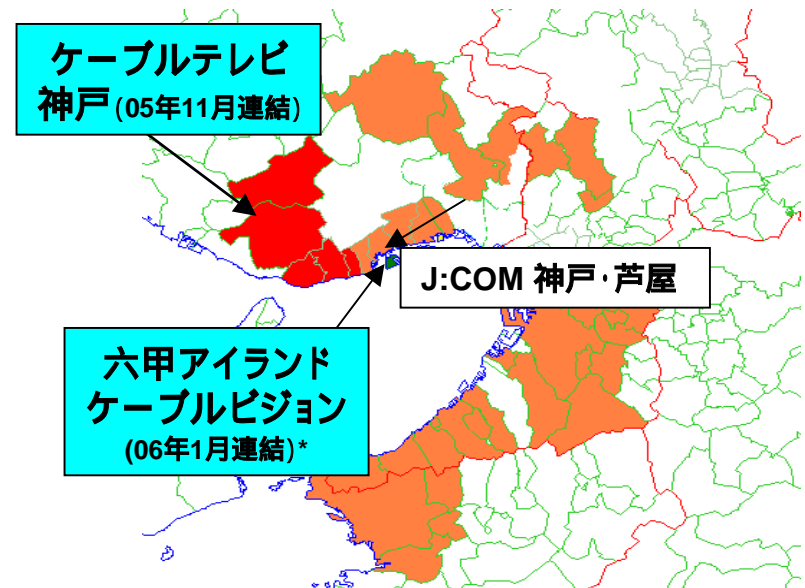 ケーブルテレビ
神戸(05年11月連結)
J:COM 神戸・芦屋
六甲アイランド
ケーブルビジョン
(06年1月連結)*